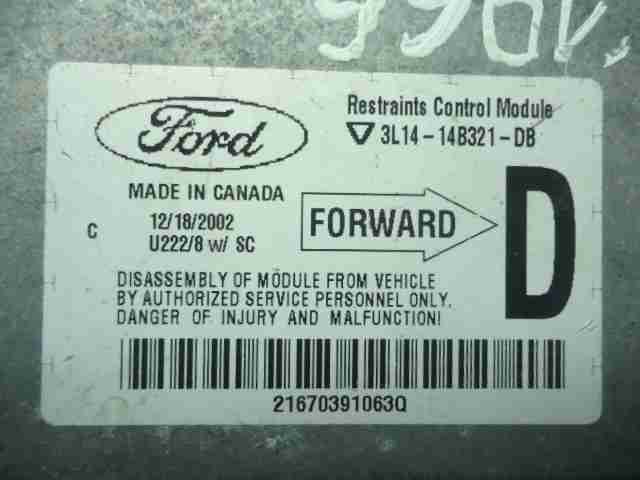 Ford
Restraints Control Module
3L14-14B321-DB
MADE IN CANADA
C
12/18/2002
U222/8 w/ SC
FORWARD
D
DISASSEMBLY OF MODULE FROM VEHICLE
BY AUTHORIZED SERVICE PERSONNEL ONLY.
DANGER OF INJURY AND MALFUNCTION!
21670391063Q